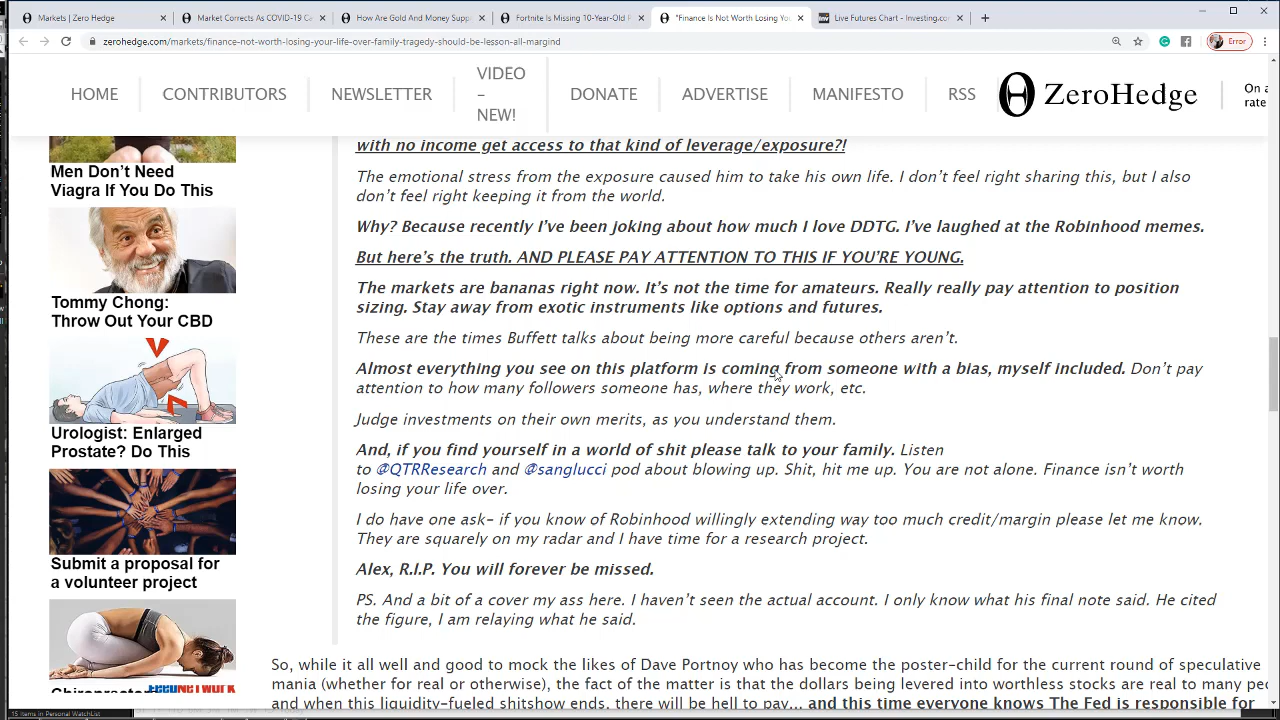 Markets | Zero Hedge
Market Corrects As COVID-19 Ca
How Are Gold And Money Supp
Fortnite Is Missing 10-Year-Old P
"Finance Is Not Worth Losing You
Live Futures Chart - Investing.co
zerohedge.com/markets/finance-not-worth-losing-your-life-over-family-tragedy-should-be-lesson-all-margind
Error
HOME
CONTRIBUTORS
NEWSLETTER
VIDEO
–
NEW!
DONATE
ADVERTISE
MANIFESTO
RSS
ZeroHedge
On a
rate
Men Don't Need
Viagra If You Do This
Tommy Chong:
Throw Out Your CBD
Urologist: Enlarged
Prostate? Do This
Submit a proposal for
a volunteer project
FEEDNETWORK
with no income get access to that kind of leverage/exposure?!
The emotional stress from the exposure caused him to take his own life. I don't feel right sharing this, but I also
don't feel right keeping it from the world.
Why? Because recently I've been joking about how much I love DDTG. I've laughed at the Robinhood memes.
But here's the truth. AND PLEASE PAY ATTENTION TO THIS IF YOU'RE YOUNG.
The markets are bananas right now. It's not the time for amateurs. Really really pay attention to position
sizing. Stay away from exotic instruments like options and futures.
These are the times Buffett talks about being more careful because others aren't.
Almost everything you see on this platform is coming from someone with a bias, myself included. Don't pay
attention to how many followers someone has, where they work, etc.
Judge investments on their own merits, as you understand them.
And, if you find yourself in a world of shit please talk to your family. Listen
to @QTRResearch and @sanglucci pod about blowing up. Shit, hit me up. You are not alone. Finance isn't worth
losing your life over.
I do have one ask- if you know of Robinhood willingly extending way too much credit/margin please let me know.
They are squarely on my radar and I have time for a research project.
Alex, R.I.P. You will forever be missed.
PS. And a bit of a cover my ass here. I haven't seen the actual account. I only know what his final note said. He cited
the figure, I am relaying what he said.
So, while it all well and good to mock the likes of Dave Portnoy who has become the poster-child for the current round of speculative
mania (whether for real or otherwise), the fact of the matter is that the dollars being plowed into worthless stocks are real to many peo
and when this liquidity-fueled shitshow ends, there will be hell to pay.. and this time everyone knows The Fed is responsible for
15 items in Personal WatchList